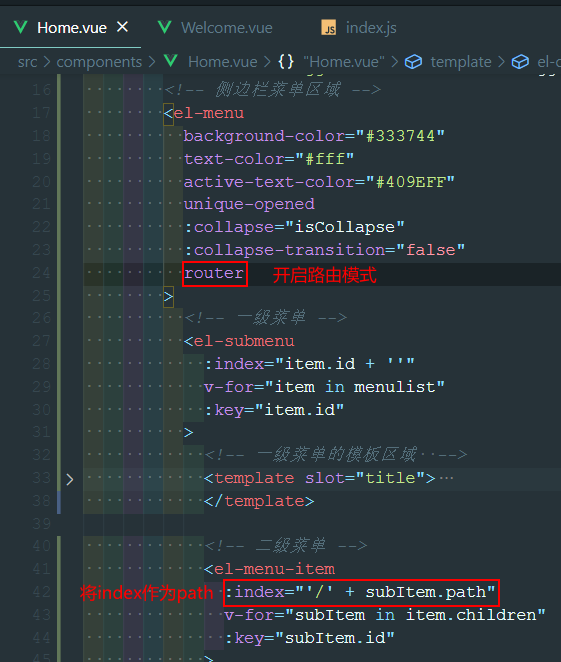 Home.vue Welcome.vue JS index.js
src > components > Home.vue > {} "Home.vue" > template > el-c
16 <!-- 侧边栏菜单区域 -->
17 <el-menu
18 background-color="#333744"
19 text-color="#fff"
20 active-text-color="#409EFF"
21 unique-opened
22 :collapse="isCollapse"
23 :collapse-transition="false"
24 router 开启路由模式
25 >
26 <!-- 一级菜单 -->
27 <el-submenu
28 :index="item.id + ''"
29 v-for="item in menulist"
30 :key="item.id"
31 >
32 <!-- 一级菜单的模板区域 -->
33 <template slot="title">…
38 </template>
39
40 <!-- 二级菜单 -->
41 <el-menu-item
42 将index作为path :index="'/' + subItem.path"
43 v-for="subItem in item.children"
44 :key="subItem.id"
>